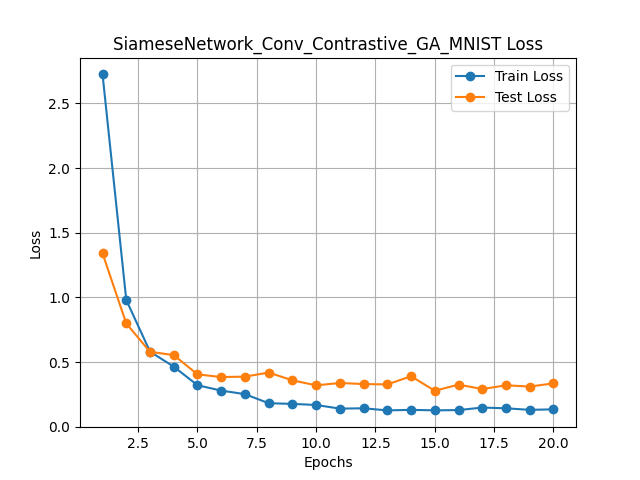 SiameseNetwork_Conv_Contrastive_GA_MNIST Loss
Train Loss
Test Loss
2.5
2.0
1.5
1.0
0.5
0.0
Loss
2.5 5.0 7.5 10.0 12.5 15.0 17.5 20.0
Epochs